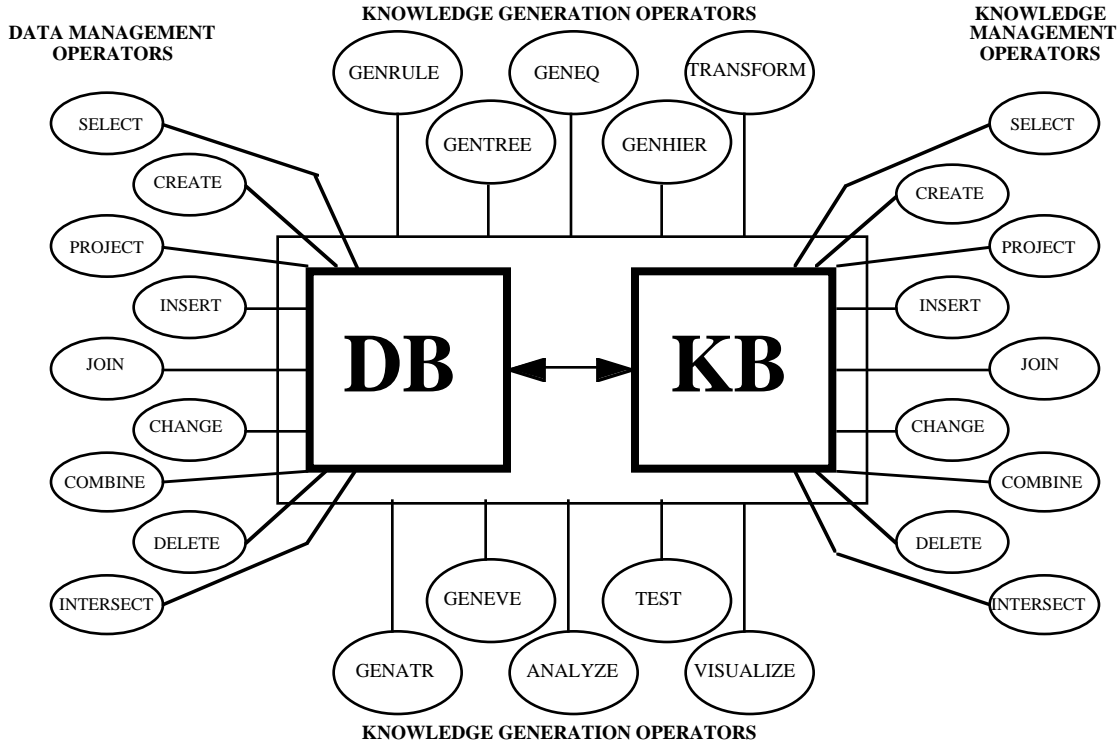 KNOWLEDGE GENERATION OPERATORS
DATA MANAGEMENT
OPERATORS
KNOWLEDGE
MANAGEMENT
OPERATORS
GENRULE
GENEQ
TRANSFORM
GENTREE
GENHIER
SELECT
CREATE
PROJECT
INSERT
JOIN
CHANGE
COMBINE
DELETE
INTERSECT
DB
KB
SELECT
CREATE
PROJECT
INSERT
JOIN
CHANGE
COMBINE
DELETE
INTERSECT
GENEVE
TEST
GENATR
ANALYZE
VISUALIZE
KNOWLEDGE GENERATION OPERATORS